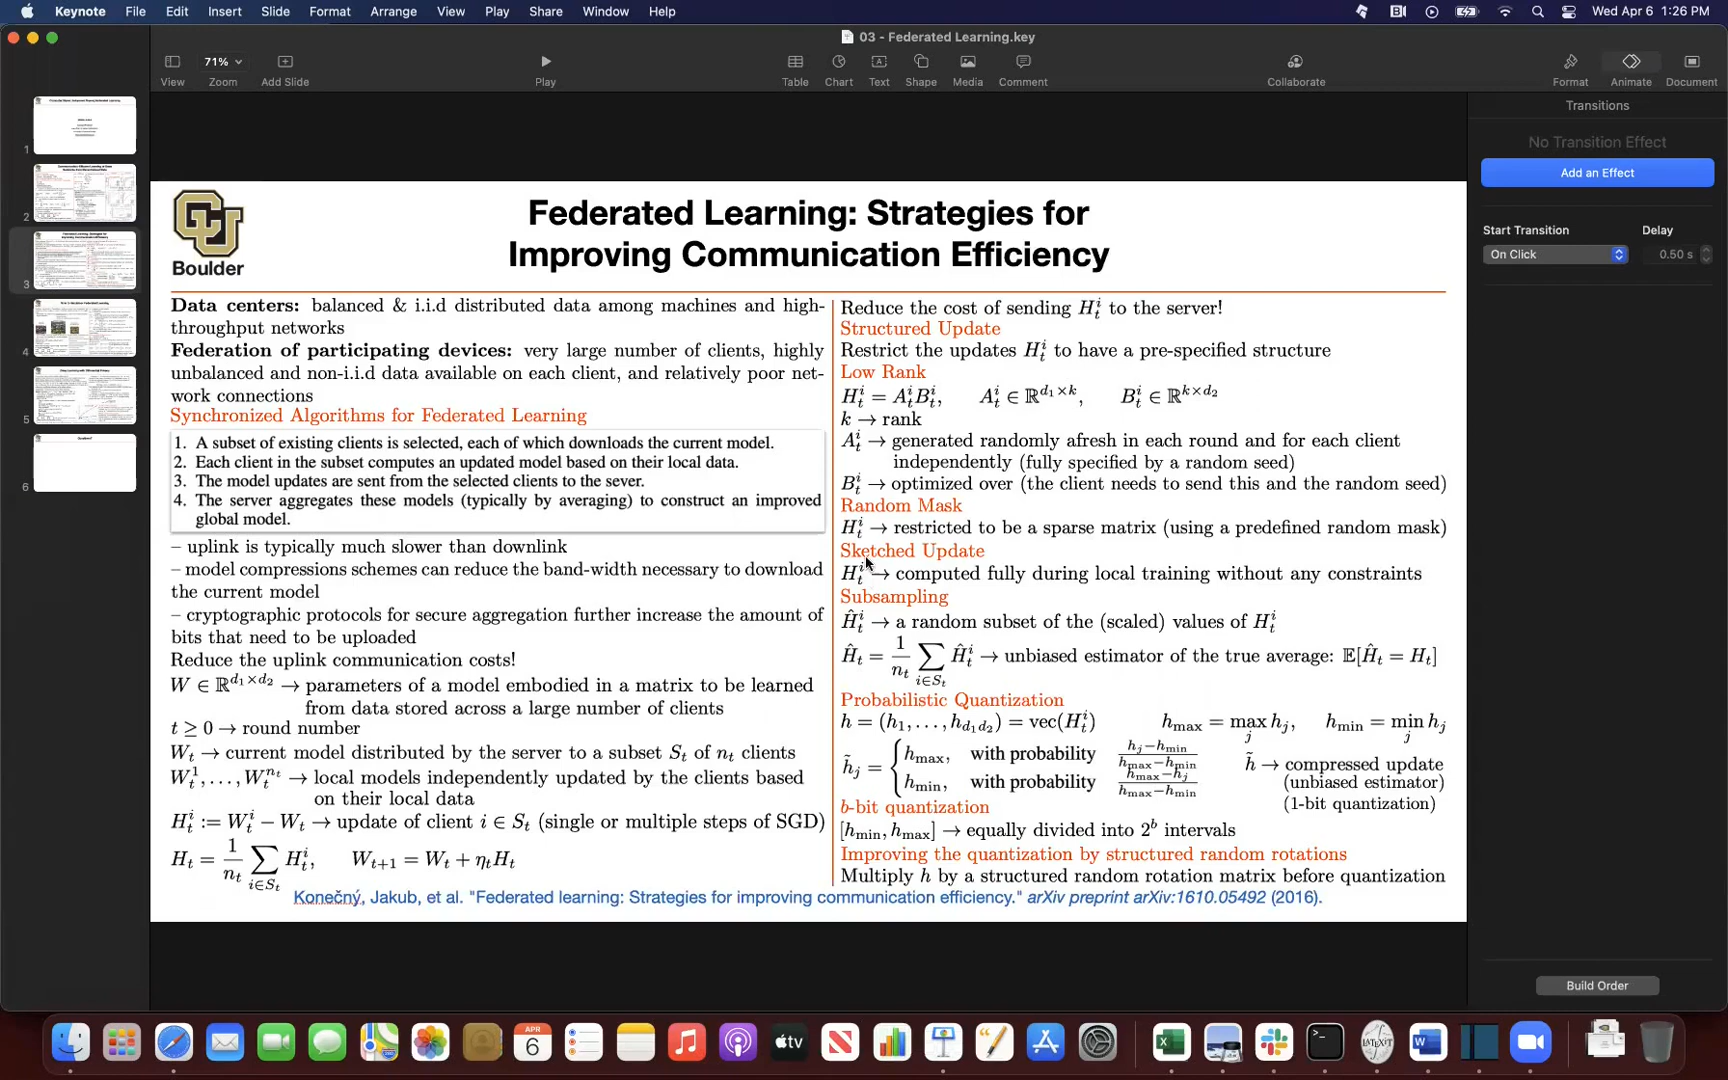 Keynote File Edit Insert Slide Format Arrange View Play Share Window Help Wed Apr 6 1:26 PM
03 - Federated Learning.key
71%
View Zoom Add Slide Play Table Chart Text Shape Media Comment Collaborate Format Animate Document
Transitions
No Transition Effect
Add an Effect
Start Transition Delay
On Click 0.50 s
Build Order
1
2
3
4
5
6
CU
Boulder
Federated Learning: Strategies for
Improving Communication Efficiency
Data centers: balanced & i.i.d distributed data among machines and high-
throughput networks
Federation of participating devices: very large number of clients, highly
unbalanced and non-i.i.d data available on each client, and relatively poor net-
work connections
Synchronized Algorithms for Federated Learning
1. A subset of existing clients is selected, each of which downloads the current model.
2. Each client in the subset computes an updated model based on their local data.
3. The model updates are sent from the selected clients to the sever.
4. The server aggregates these models (typically by averaging) to construct an improved
global model.
– uplink is typically much slower than downlink
– model compressions schemes can reduce the band-width necessary to download
the current model
– cryptographic protocols for secure aggregation further increase the amount of
bits that need to be uploaded
Reduce the uplink communication costs!
W ∈ ℝ^{d₁×d₂} → parameters of a model embodied in a matrix to be learned
from data stored across a large number of clients
t ≥ 0 → round number
W_t → current model distributed by the server to a subset S_t of n_t clients
W_t^1, . . . , W_t^{n_t} → local models independently updated by the clients based
on their local data
H_t^i := W_t^i − W_t → update of client i ∈ S_t (single or multiple steps of SGD)
H_t = 1/n_t ∑_{i∈S_t} H_t^i, W_{t+1} = W_t + η_t H_t
Reduce the cost of sending H_t^i to the server!
Structured Update
Restrict the updates H_t^i to have a pre-specified structure
Low Rank
H_t^i = A_t^i B_t^i, A_t^i ∈ ℝ^{d₁×k}, B_t^i ∈ ℝ^{k×d₂}
k → rank
A_t^i → generated randomly afresh in each round and for each client
independently (fully specified by a random seed)
B_t^i → optimized over (the client needs to send this and the random seed)
Random Mask
H_t^i → restricted to be a sparse matrix (using a predefined random mask)
Sketched Update
H_t^i → computed fully during local training without any constraints
Subsampling
Ĥ_t^i → a random subset of the (scaled) values of H_t^i
Ĥ_t = 1/n_t ∑_{i∈S_t} Ĥ_t^i → unbiased estimator of the true average: 𝔼[Ĥ_t = H_t]
Probabilistic Quantization
h = (h_1, . . . , h_{d₁d₂}) = vec(H_t^i) h_max = max_j h_j, h_min = min_j h_j
h̃_j = { h_max, with probability (h_j−h_min)/(h_max−h_min) h̃ → compressed update
h_min, with probability (h_max−h_j)/(h_max−h_min) (unbiased estimator)
(1-bit quantization)
b-bit quantization
[h_min, h_max] → equally divided into 2^b intervals
Improving the quantization by structured random rotations
Multiply h by a structured random rotation matrix before quantization
Konečný, Jakub, et al. "Federated learning: Strategies for improving communication efficiency." arXiv preprint arXiv:1610.05492 (2016).
APR
6
tv